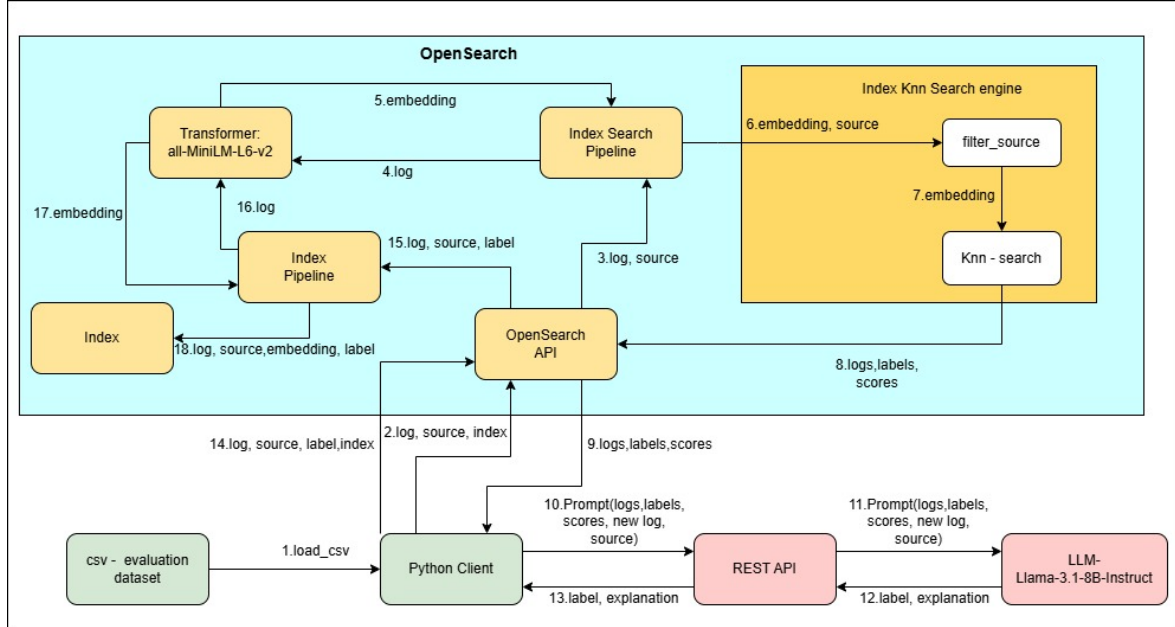 OpenSearch
5.embedding
Index Knn Search engine
Transformer:
all-MiniLM-L6-v2
Index Search
Pipeline
6.embedding, source
filter_source
4.log
7.embedding
17.embedding
16.log
15.log, source, label
3.log, source
Index
Pipeline
Knn - search
Index
18.log, source,embedding, label
OpenSearch
API
8.logs,labels,
scores
14.log, source, label,index
2.log, source, index
9.logs,labels,scores
10.Prompt(logs,labels,
scores, new log,
source)
11.Prompt(logs,labels,
scores, new log,
source)
csv - evaluation
dataset
1.load_csv
Python Client
REST API
LLM-
Llama-3.1-8B-Instruct
13.label, explanation
12.label, explanation